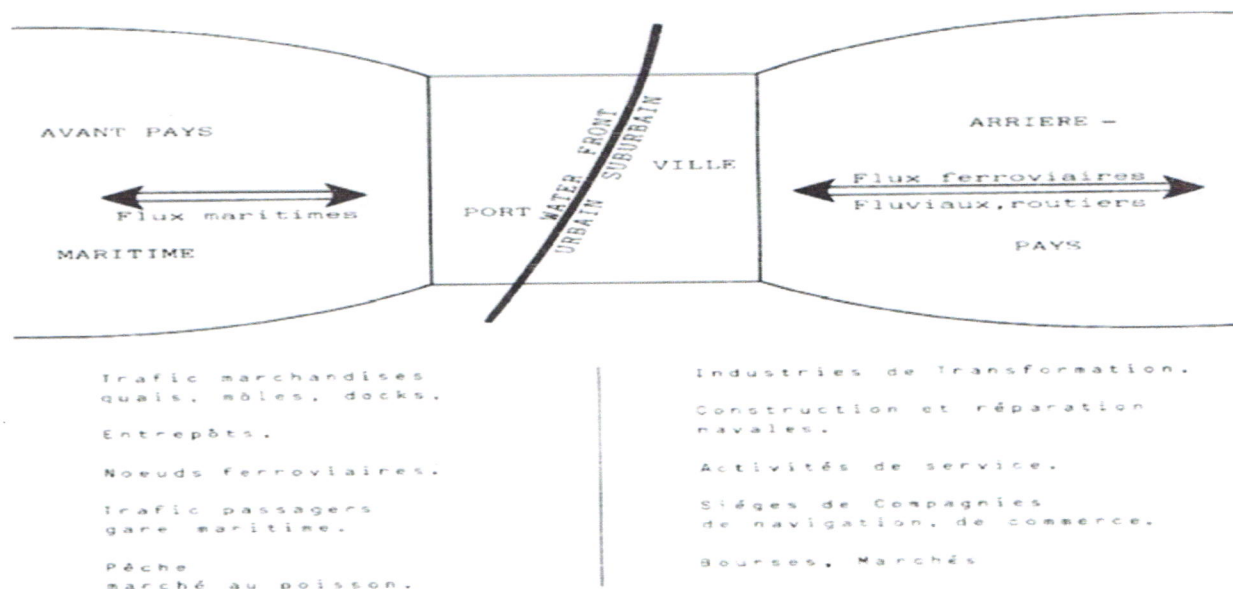 AVANT PAYS
Flux maritimes
MARITIME
PORT
WATER FRONT
URBAIN SUBURBAIN
VILLE
ARRIERE -
Flux ferroviaires
Fluviaux,routiers
PAYS
Trafic marchandises
quais, môles, docks.
Entrepôts.
Noeuds ferroviaires.
Trafic passagers
gare maritime.
Pêche
marché au poisson.
Industries de Transformation.
Construction et réparation
navales.
Activités de service.
Siéges de Compagnies
de navigation, de commerce.
Bourses, Marchés